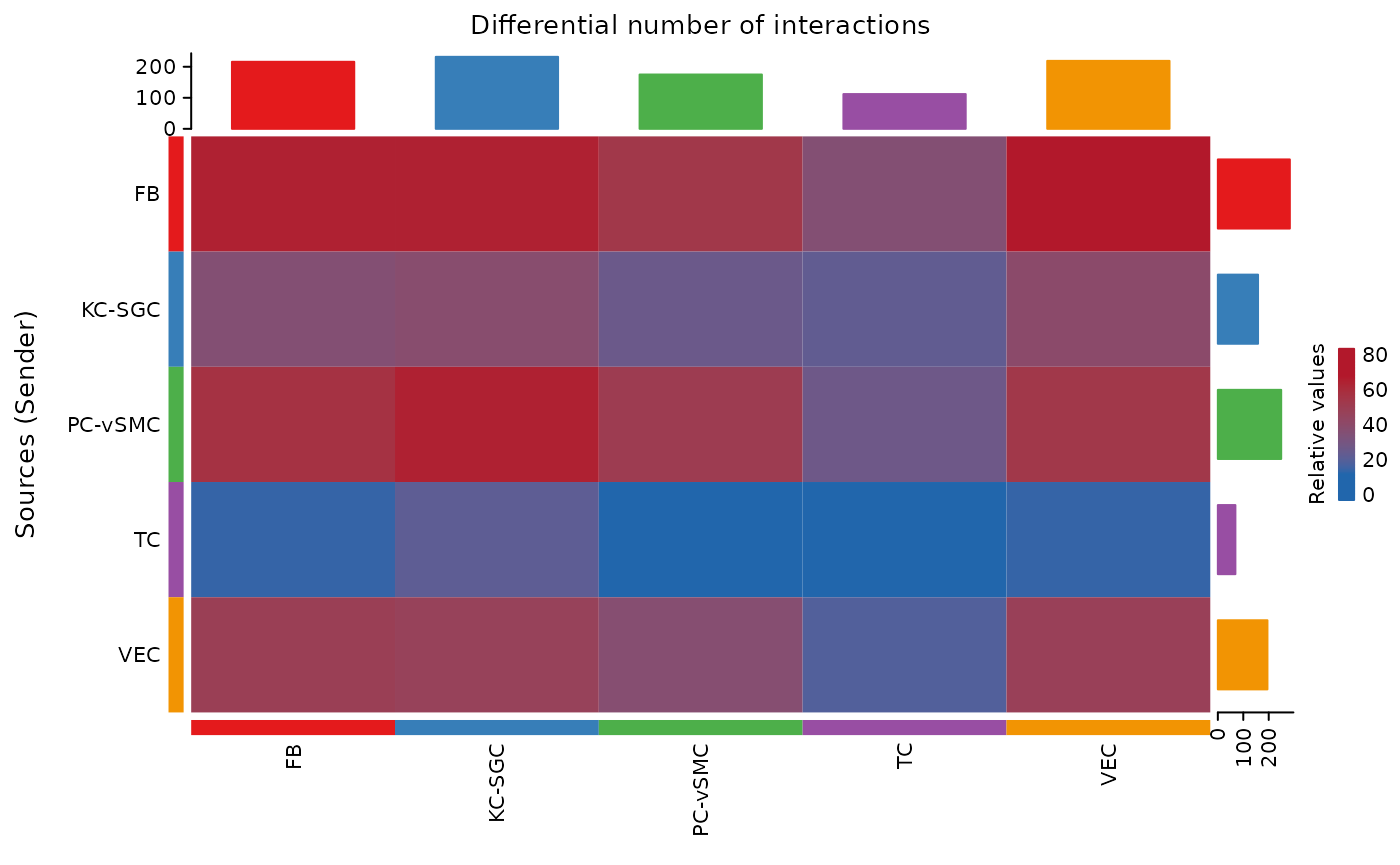 Differential number of interactions
200
100
0
FB
KC-SGC
PC-vSMC
TC
VEC
Sources (Sender)
FB
KC-SGC
PC-vSMC
TC
VEC
0
100
200
Relative values
80
60
40
20
0